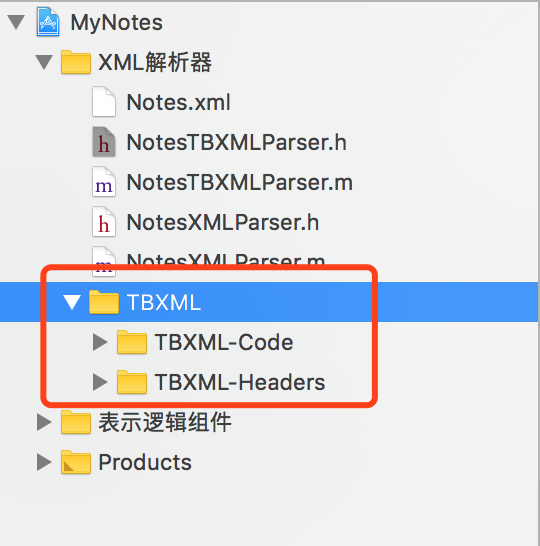 MyNotes
XML解析器
Notes.xml
h NotesTBXMLParser.h
m NotesTBXMLParser.m
h NotesXMLParser.h
m NotesXMLParser.m
TBXML
TBXML-Code
TBXML-Headers
表示逻辑组件
Products